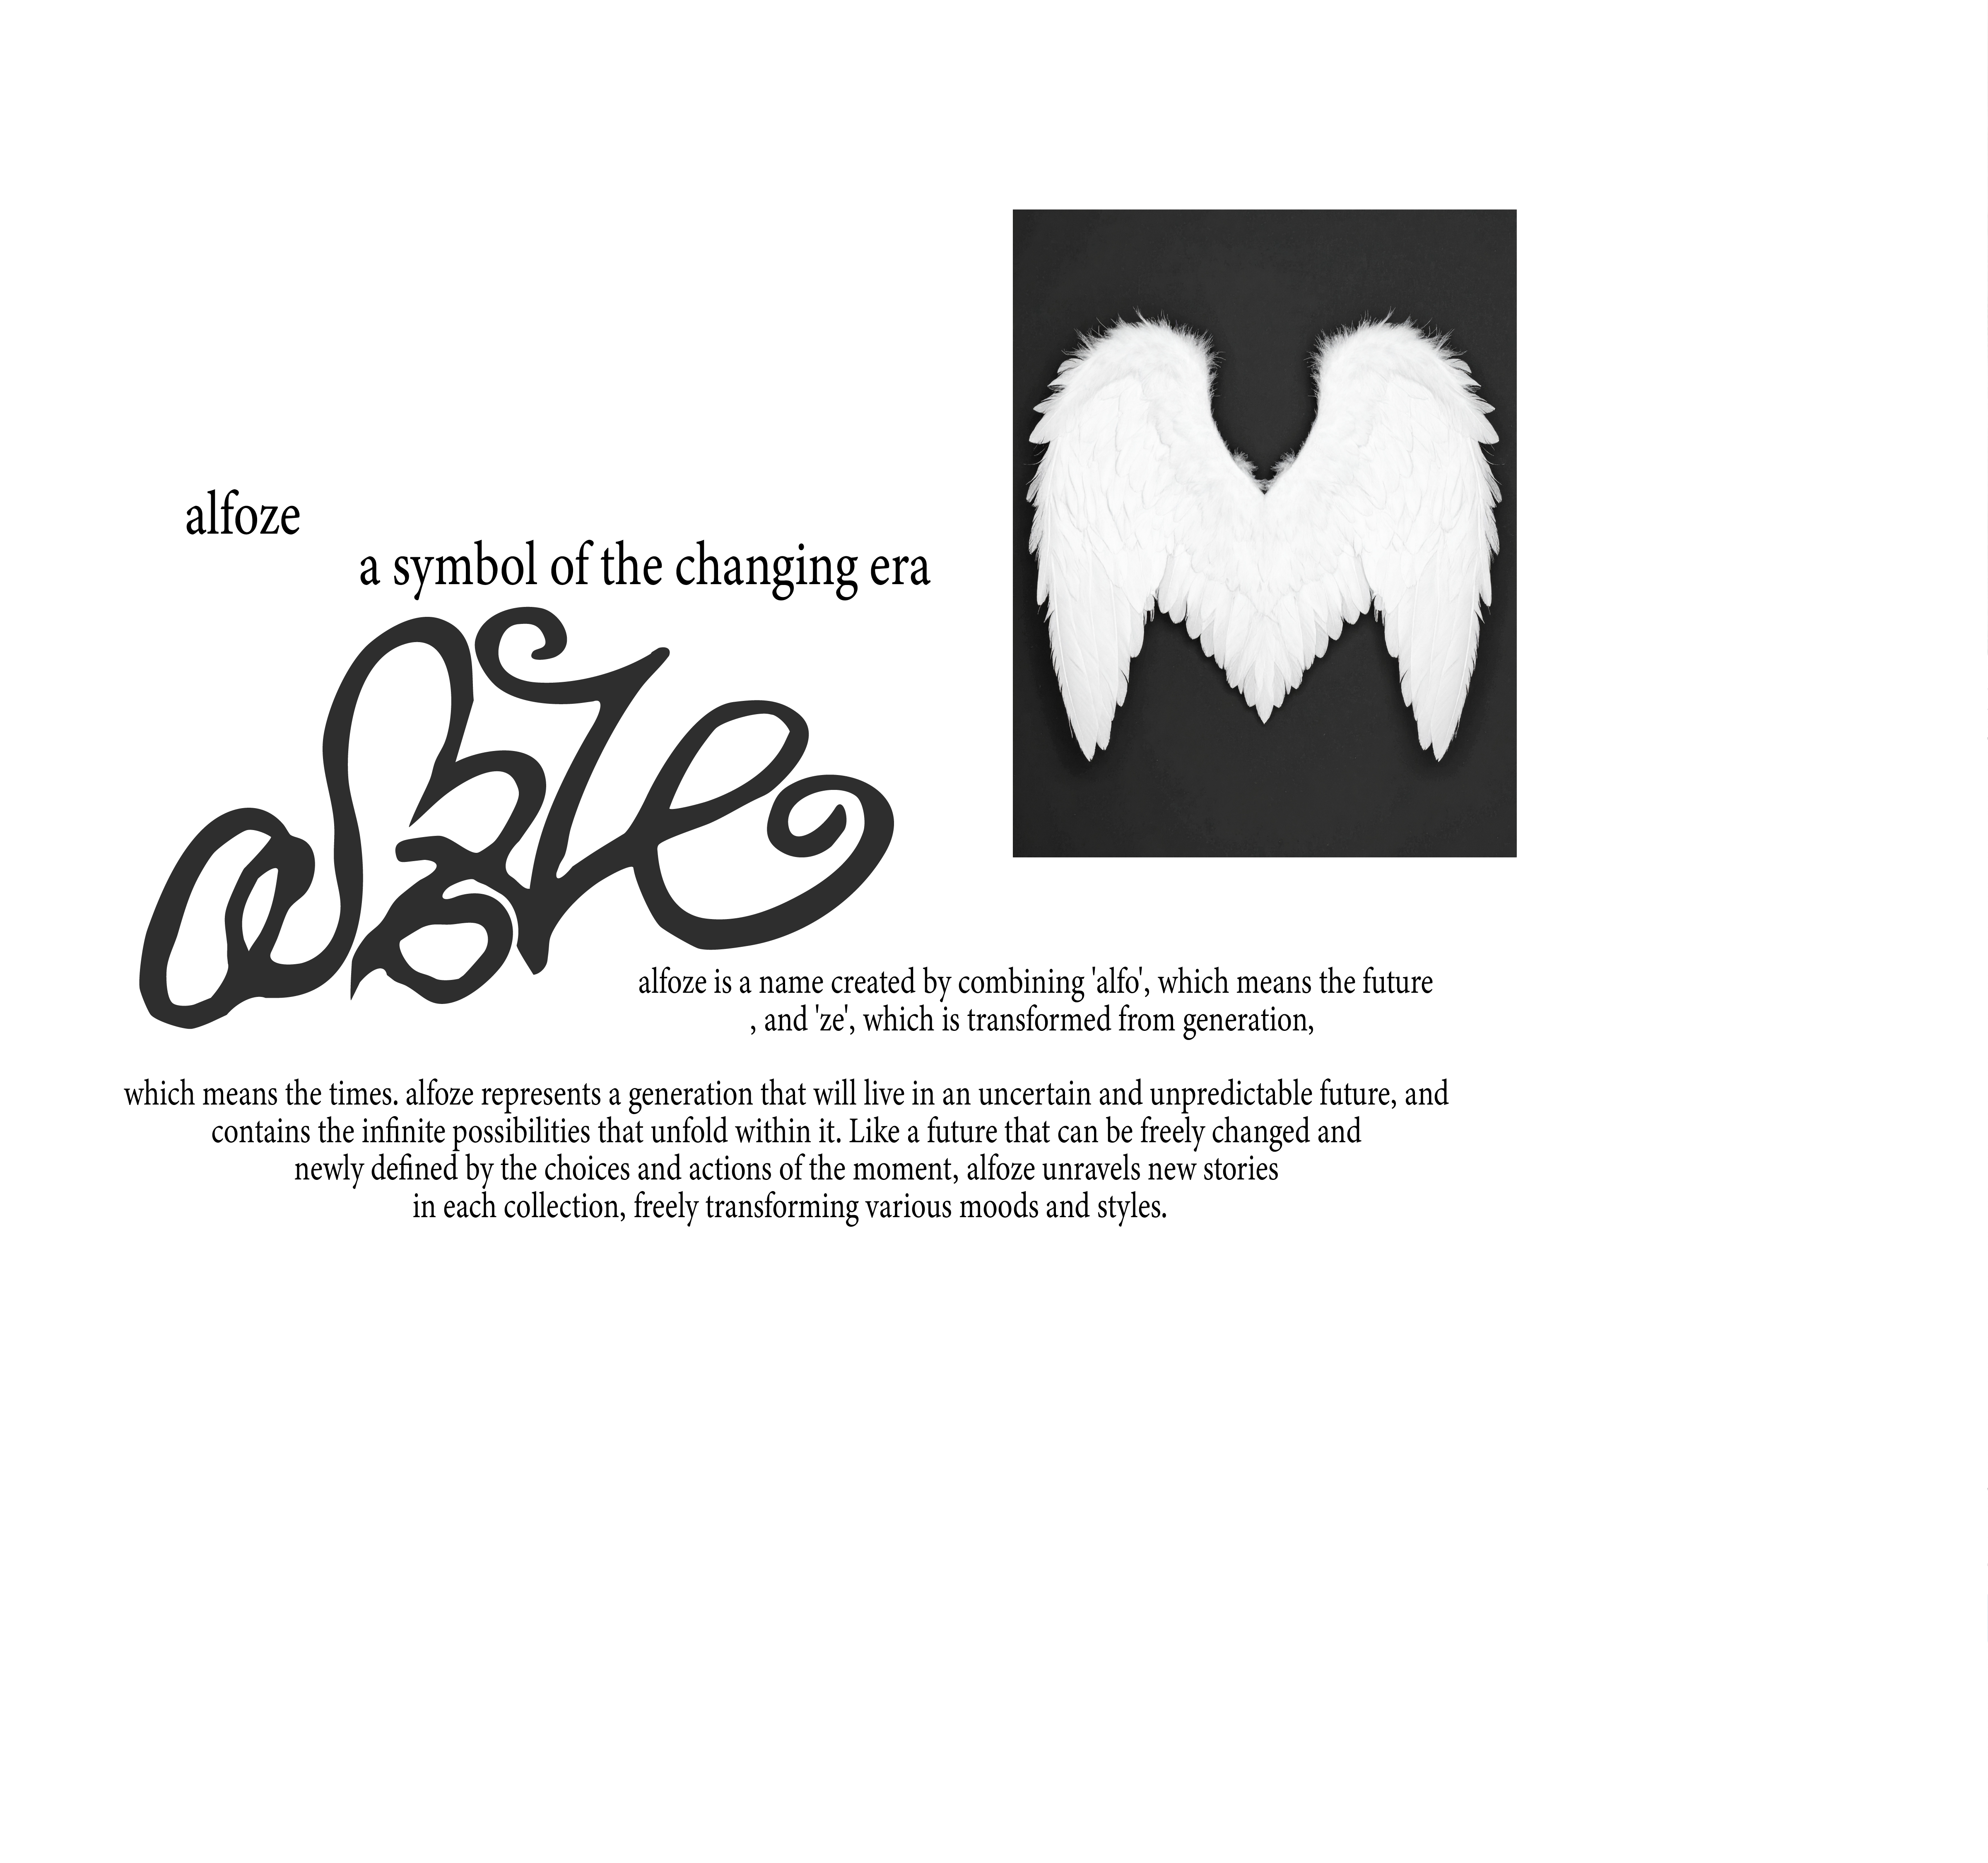 alfoze
a symbol of the changing era
alfoze
alfoze is a name created by combining 'alfo', which means the future
, and 'ze', which is transformed from generation,
which means the times. alfoze represents a generation that will live in an uncertain and unpredictable future, and
contains the infinite possibilities that unfold within it. Like a future that can be freely changed and
newly defined by the choices and actions of the moment, alfoze unravels new stories
in each collection, freely transforming various moods and styles.